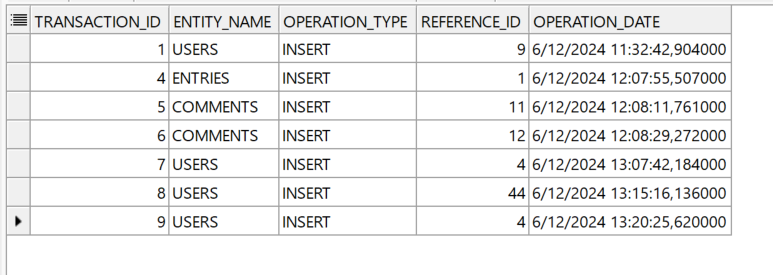 TRANSACTION_ID ENTITY_NAME OPERATION_TYPE REFERENCE_ID OPERATION_DATE
1 USERS INSERT 9 6/12/2024 11:32:42,904000
4 ENTRIES INSERT 1 6/12/2024 12:07:55,507000
5 COMMENTS INSERT 11 6/12/2024 12:08:11,761000
6 COMMENTS INSERT 12 6/12/2024 12:08:29,272000
7 USERS INSERT 4 6/12/2024 13:07:42,184000
8 USERS INSERT 44 6/12/2024 13:15:16,136000
9 USERS INSERT 4 6/12/2024 13:20:25,620000